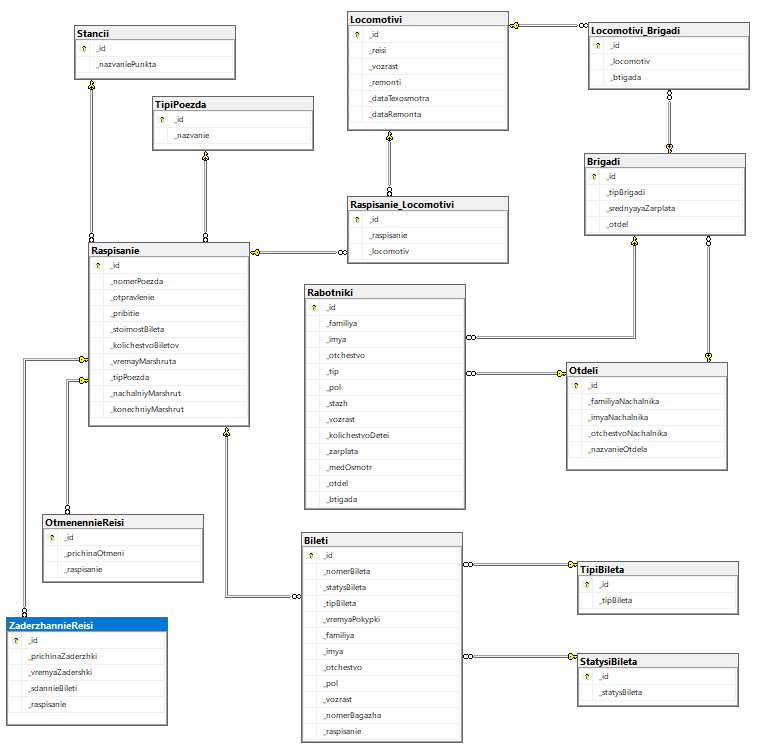 Stancii
_id
_nazvaniePunkta
TipiPoezda
_id
_nazvanie
Locomotivi
_id
_reisi
_vozrast
_remonti
_dataTexosmotra
_dataRemonta
Locomotivi_Brigadi
_id
_locomotiv
_btigada
Brigadi
_id
_tipBrigadi
_srednyayaZarplata
_otdel
Raspisanie_Locomotivi
_id
_raspisanie
_locomotiv
Raspisanie
_id
_nomerPoezda
_otpravlenie
_pribitie
_stoimostBileta
_kolichestvoBiletov
_vremayMarshruta
_tipPoezda
_nachalniyMarshrut
_konechniyMarshrut
Rabotniki
_id
_familiya
_imya
_otchestvo
_tip
_pol
_stazh
_vozrast
_kolichestvoDetei
_zarplata
_medOsmotr
_otdel
_btigada
Otdeli
_id
_familiyaNachalnika
_imyaNachalnika
_otchestvoNachalnika
_nazvanieOtdela
OtmenennieReisi
_id
_prichinaOtmeni
_raspisanie
Bileti
_id
_nomerBileta
_statysBileta
_tipBileta
_vremyaPokypki
_familiya
_imya
_otchestvo
_pol
_vozrast
_nomerBagazha
_raspisanie
TipiBileta
_id
_tipBileta
StatysiBileta
_id
_statysBileta
ZaderzhannieReisi
_id
_prichinaZaderzhki
_vremyaZadershki
_sdannieBileti
_raspisanie